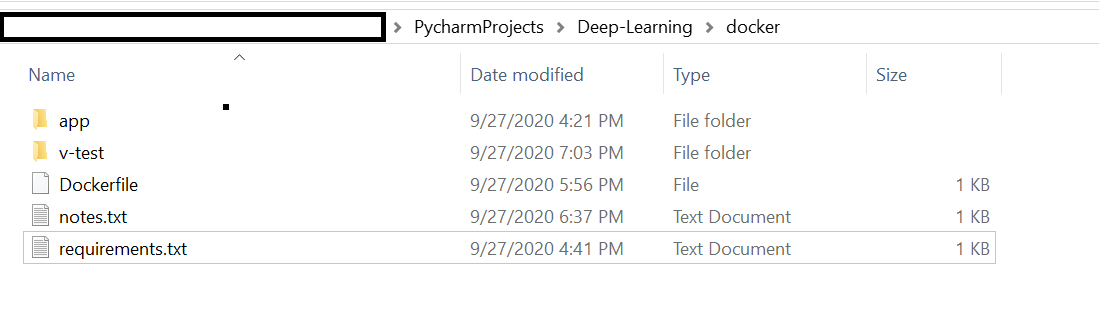 PycharmProjects > Deep-Learning > docker
Name Date modified Type Size
app 9/27/2020 4:21 PM File folder
v-test 9/27/2020 7:03 PM File folder
Dockerfile 9/27/2020 5:56 PM File 1 KB
notes.txt 9/27/2020 6:37 PM Text Document 1 KB
requirements.txt 9/27/2020 4:41 PM Text Document 1 KB